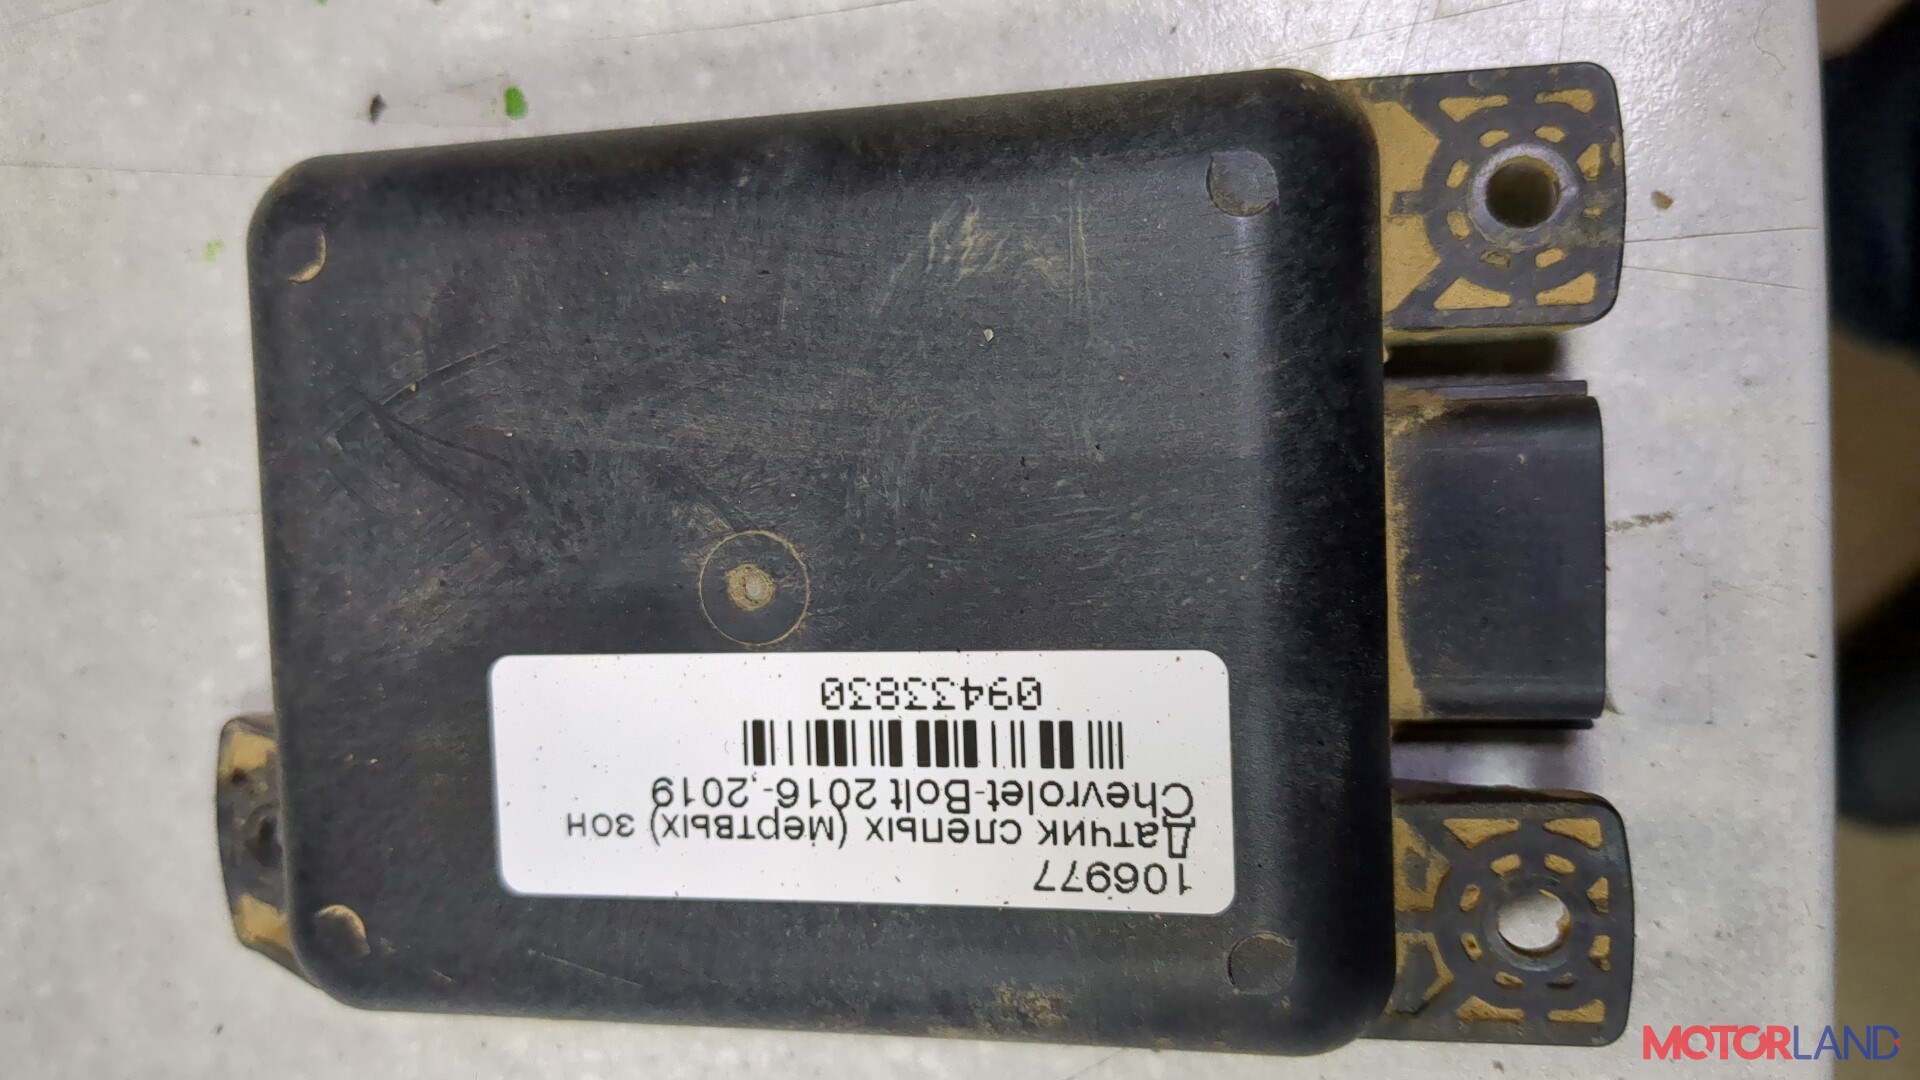 106977
Датчик слепых (мертвых) зон
Chevrolet-Bolt 2016-.2019
09433830
MOTORLAND